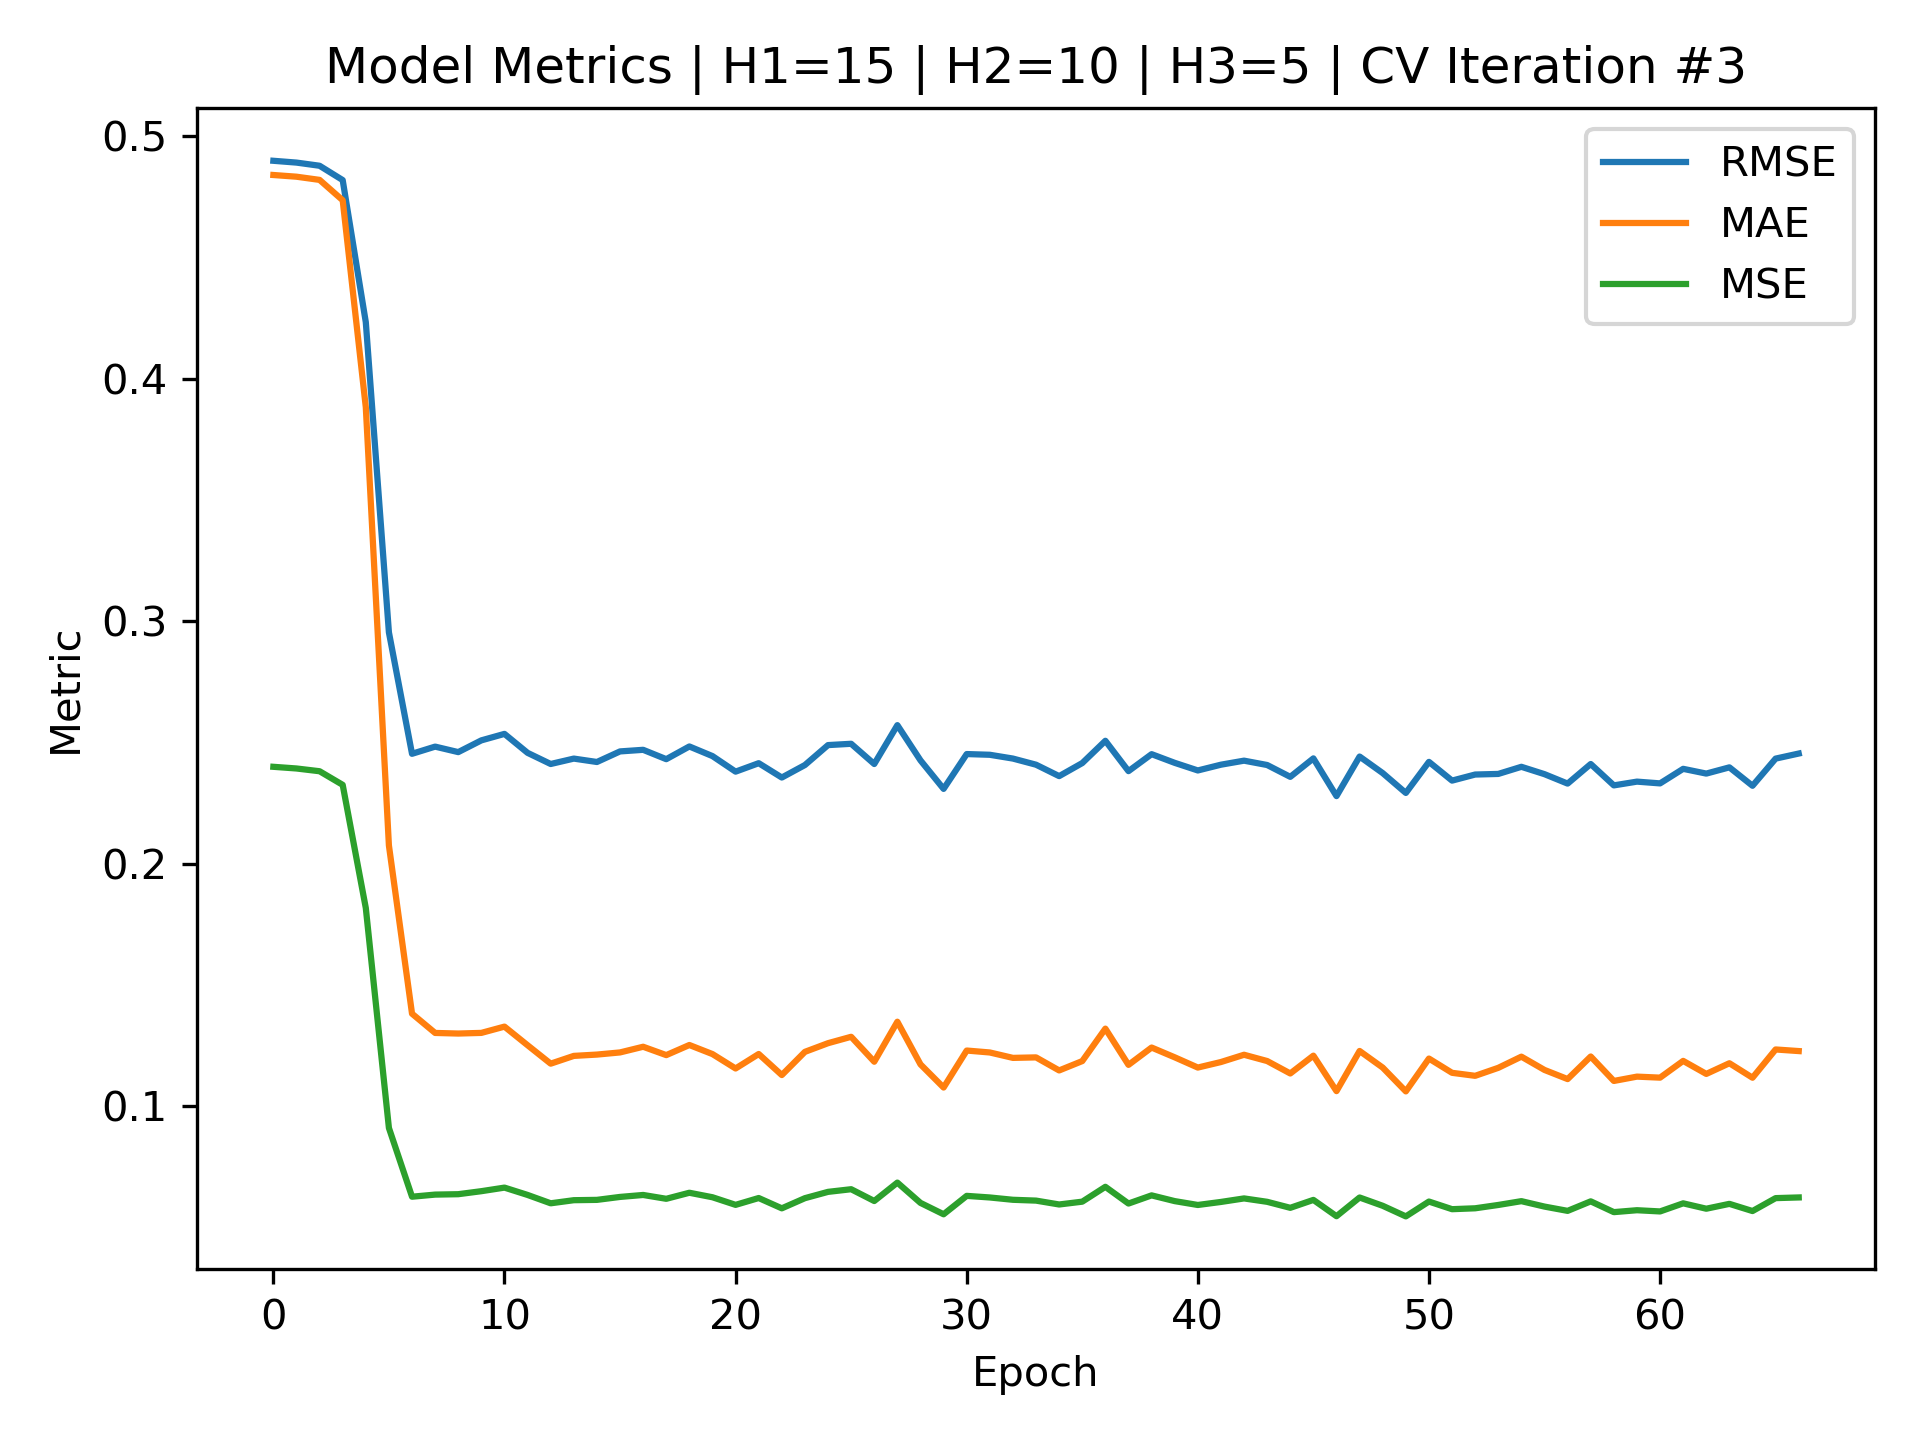 Model Metrics | H1=15 | H2=10 | H3=5 | CV Iteration #3
RMSE
MAE
MSE
Metric
0.5
0.4
0.3
0.2
0.1
0 10 20 30 40 50 60
Epoch